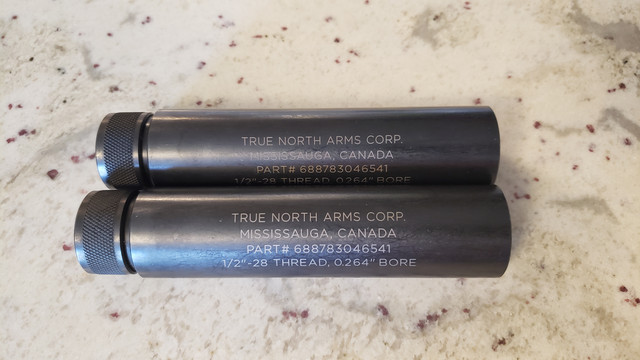 TRUE NORTH ARMS CORP.
MISSISSAUGA, CANADA
PART# 688783046541
1/2"-28 THREAD, 0.264" BORE
TRUE NORTH ARMS CORP.
MISSISSAUGA, CANADA
PART# 688783046541
1/2"-28 THREAD, 0.264" BORE